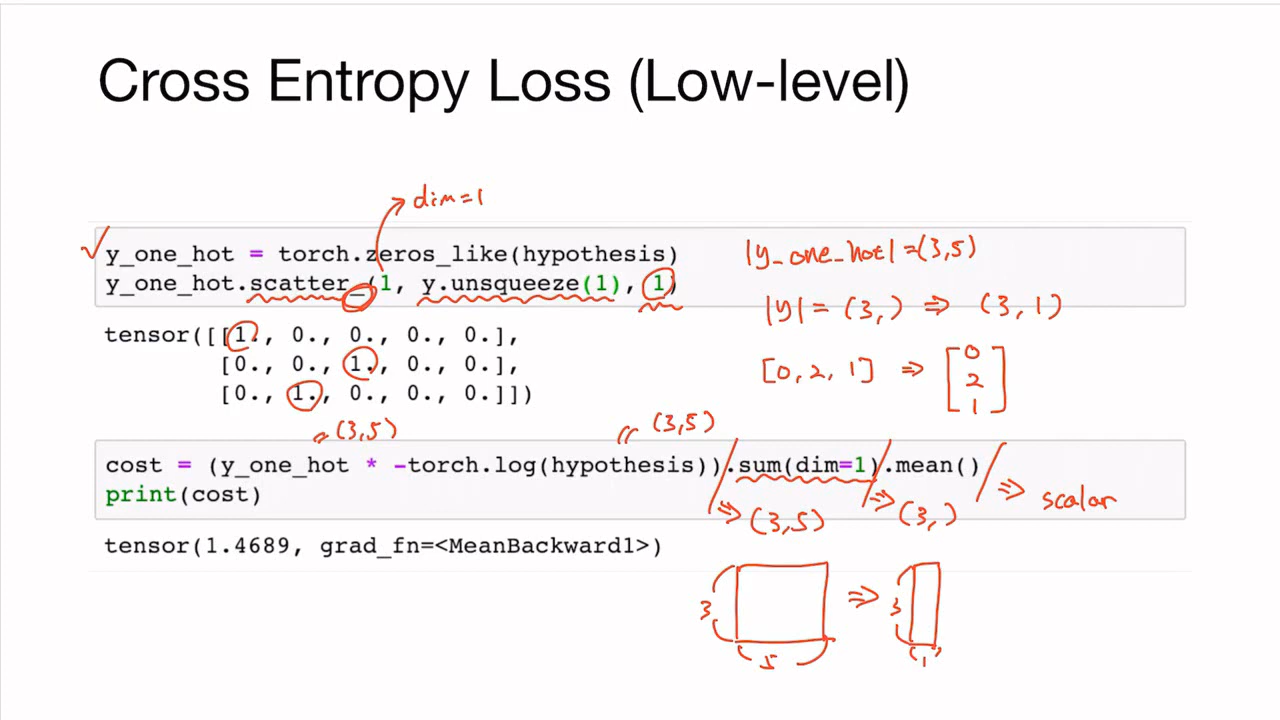 Cross Entropy Loss (Low-level)
dim=1
y_one_hot = torch.zeros_like(hypothesis)
y_one_hot.scatter_(1, y.unsqueeze(1), 1)
|y_one_hot| = (3,5)
|y| = (3,) ⇒ (3,1)
tensor([[1., 0., 0., 0., 0.],
[0., 0., 1., 0., 0.],
[0., 1., 0., 0., 0.]])
[0, 2, 1] ⇒ [0
2
1]
(3,5) (3,5)
cost = (y_one_hot * -torch.log(hypothesis)).sum(dim=1).mean()
print(cost)
⇒ (3,5) ⇒ (3,) ⇒ scalar
tensor(1.4689, grad_fn=<MeanBackward1>)
3 ⇒ 3
5 1